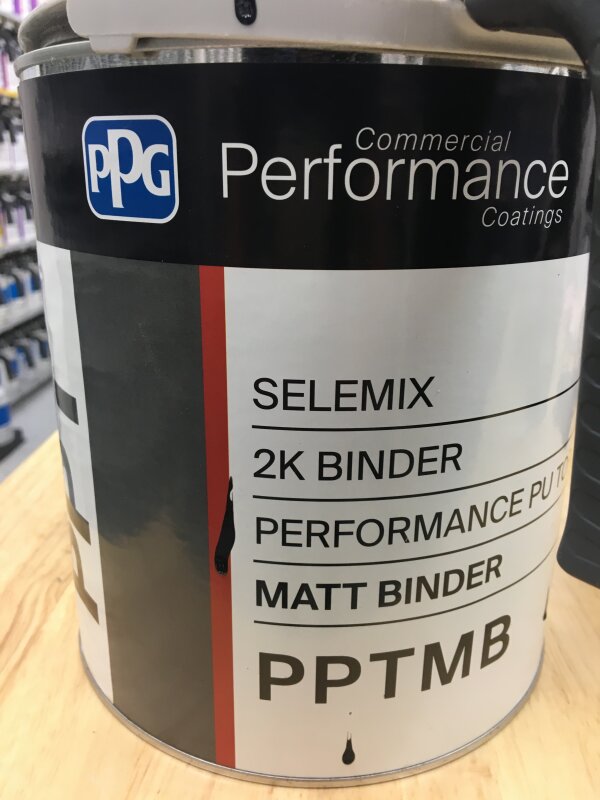 PPG
Commercial
Performance
Coatings
SELEMIX
2K BINDER
PERFORMANCE PU
MATT BINDER
PPTMB